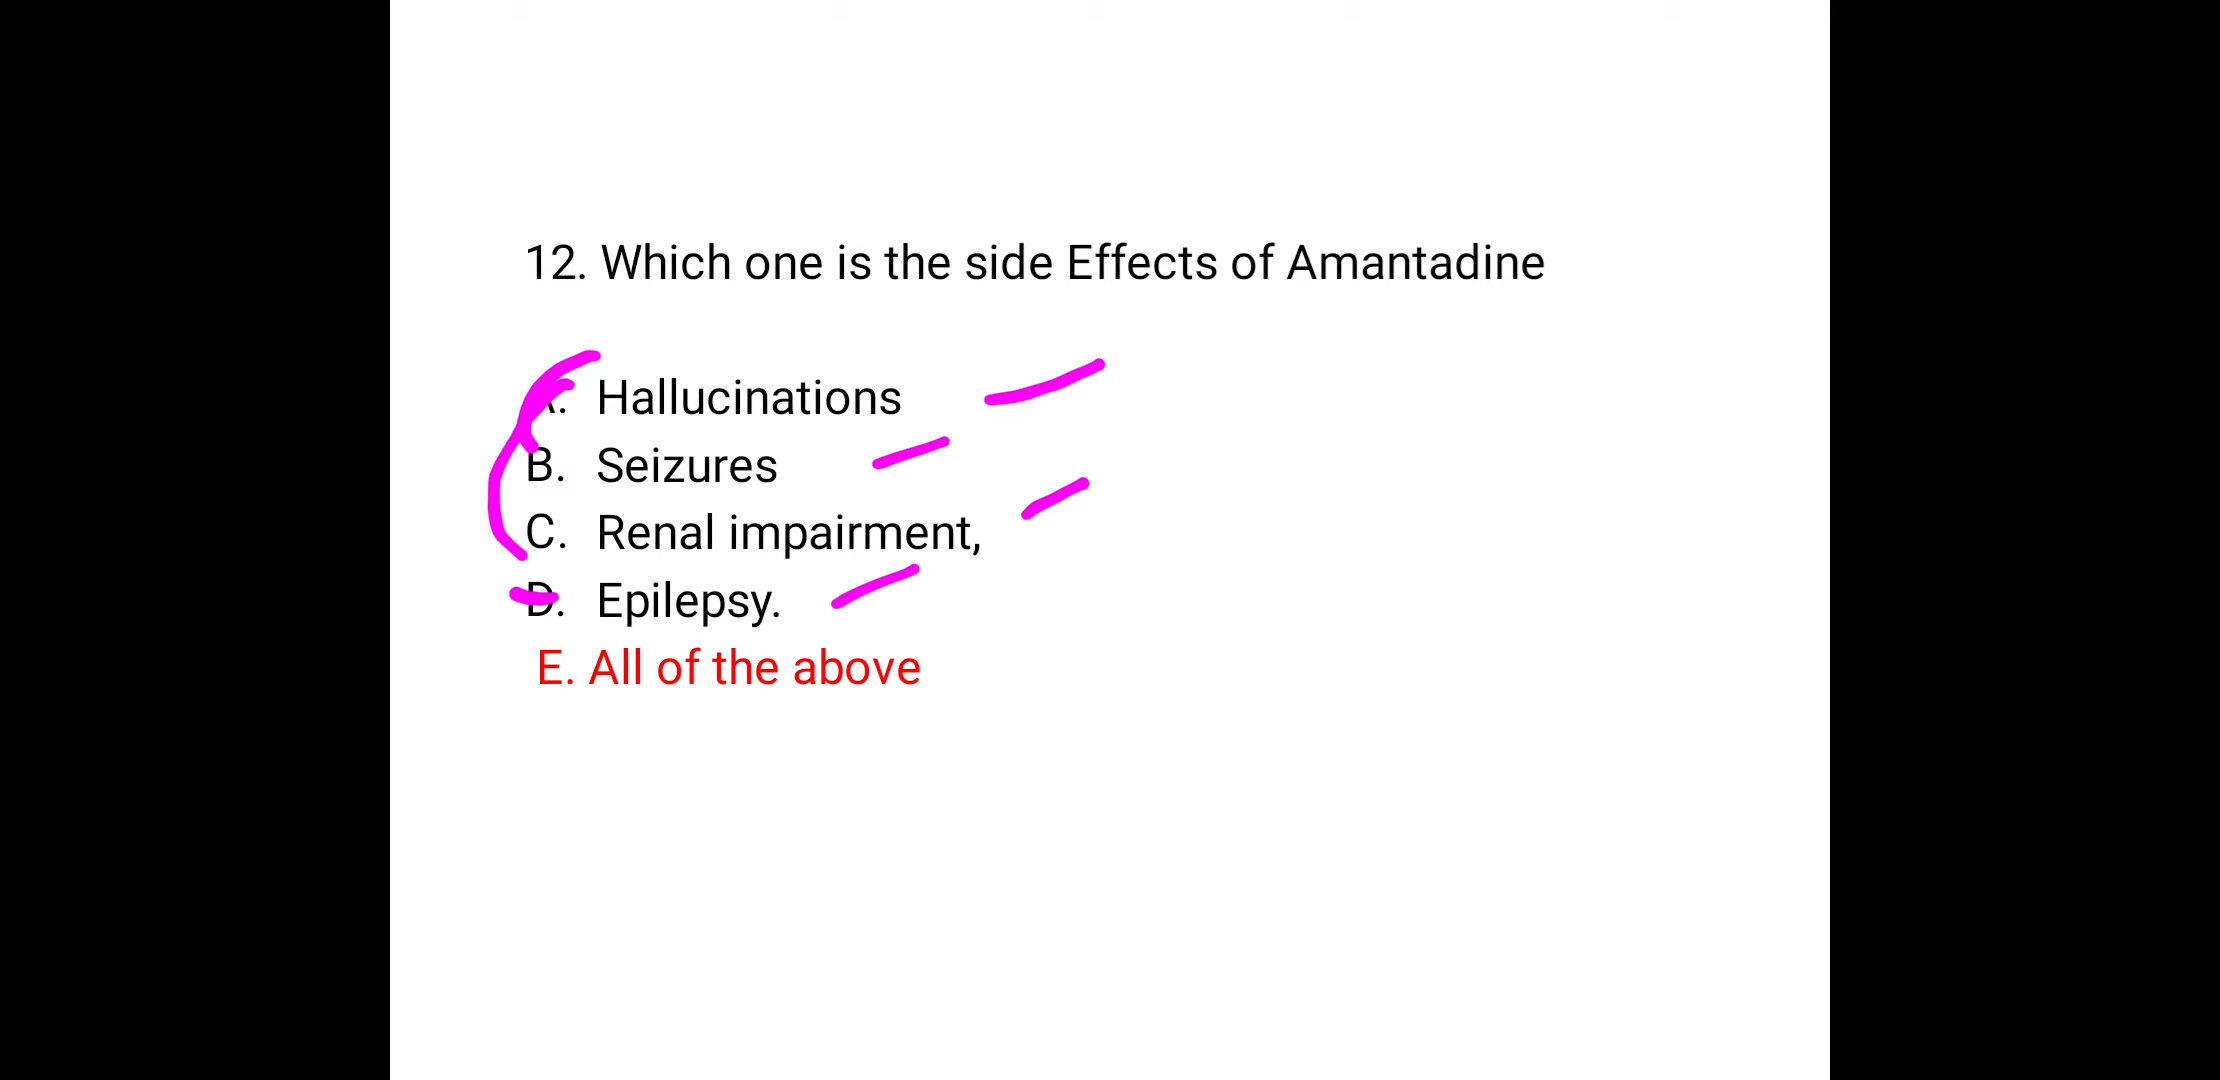 12. Which one is the side Effects of Amantadine
A. Hallucinations
B. Seizures
C. Renal impairment,
D. Epilepsy.
E. All of the above